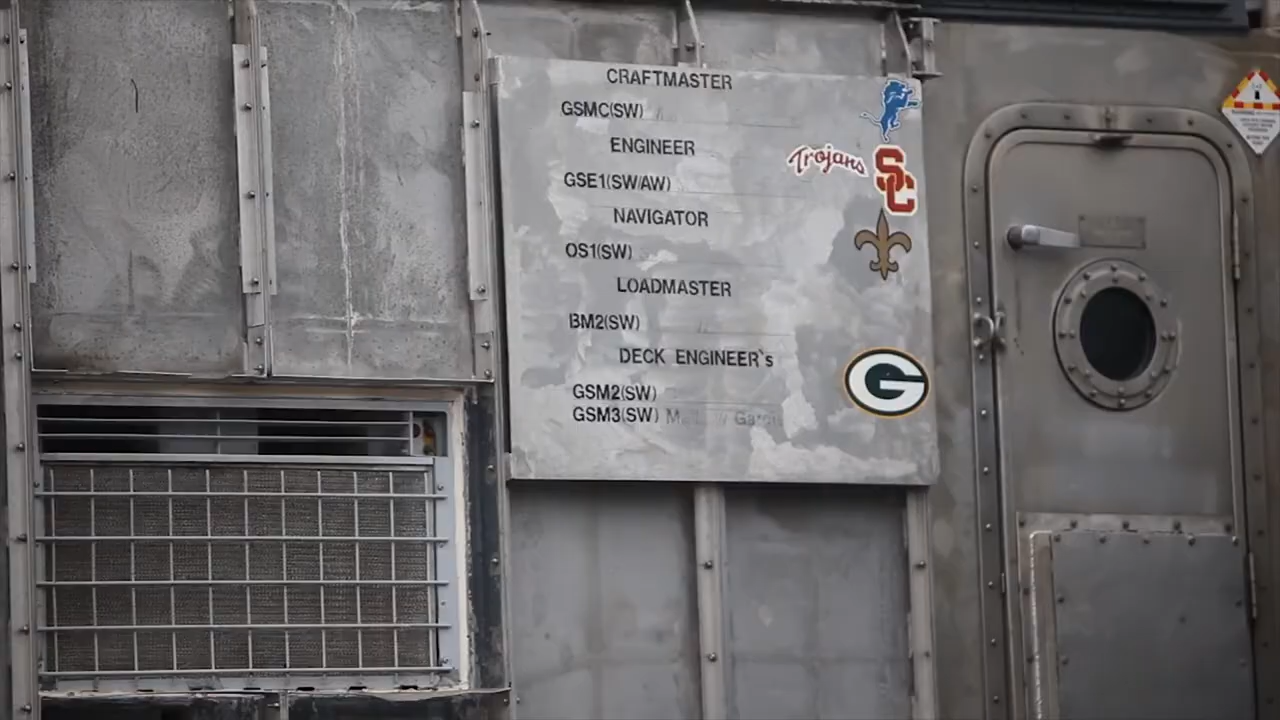 CRAFTMASTER
GSMC(SW)
ENGINEER
Trojans
SC
GSE1(SW/AW)
NAVIGATOR
OS1(SW)
LOADMASTER
BM2(SW)
DECK ENGINEER`s
G
GSM2(SW)
GSM3(SW)